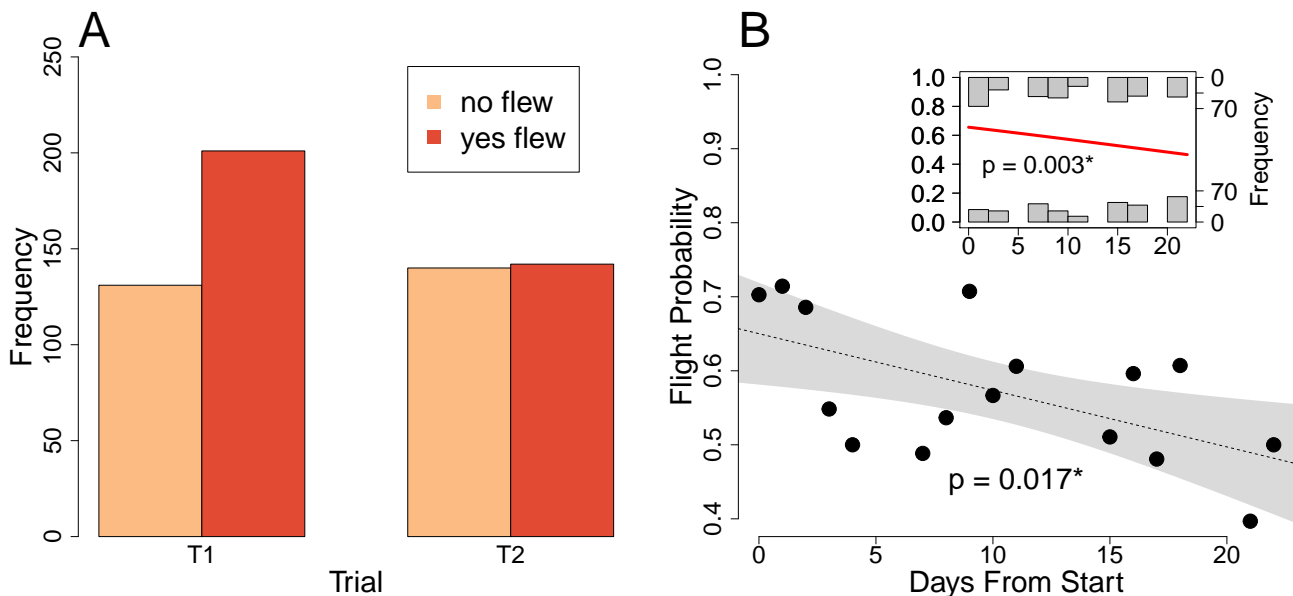 A
250
200
150
100
50
0
Frequency
no flew
yes flew
T1
T2
Trial
B
1.0
0.9
0.8
0.7
0.6
0.5
0.4
Flight Probability
p = 0.017*
0
5
10
15
20
Days From Start
1.0
0.8
0.6
0.4
0.2
0.0
p = 0.003*
0
70
70
0
Frequency
0
5
10
15
20